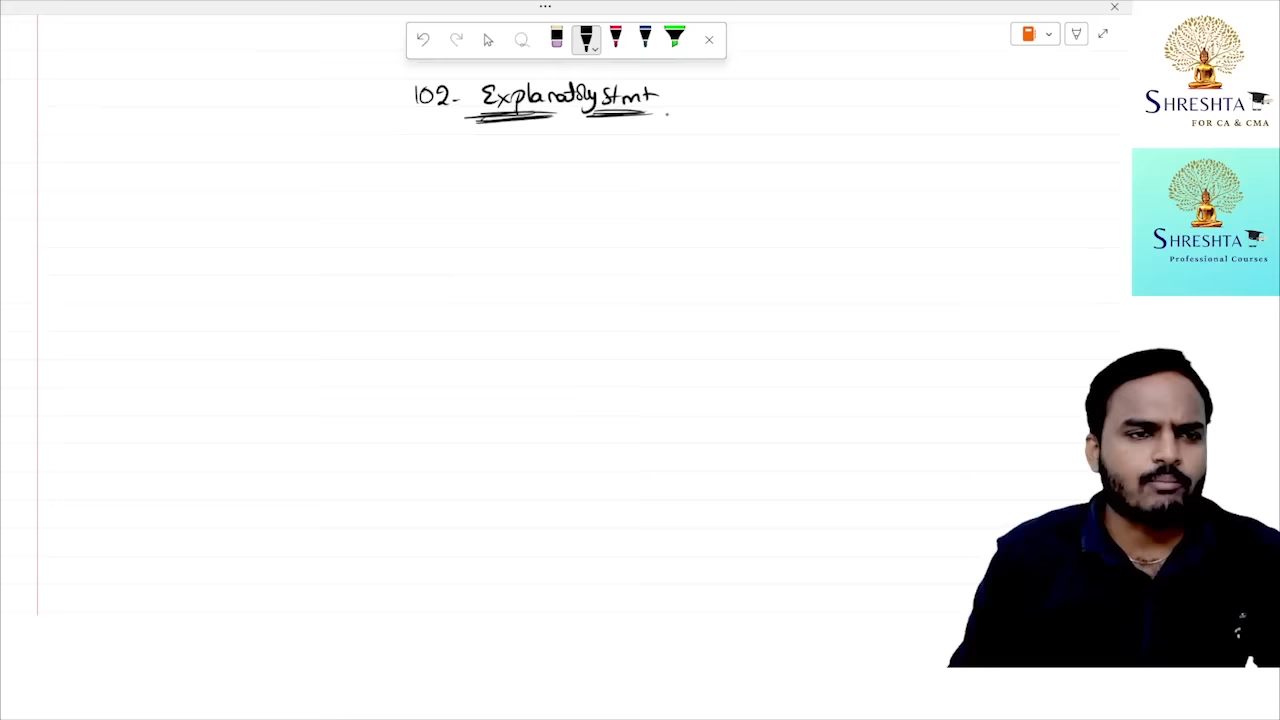 102- Explanatory Stmt
SHRESHTA
FOR CA & CMA
SHRESHTA
Professional Courses